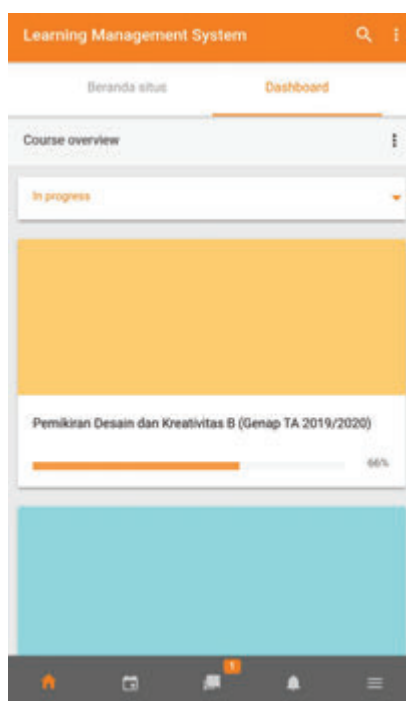 Learning Management System
Beranda situs
Dashboard
Course overview
In progress
Pemikiran Desain dan Kreativitas B (Genap TA 2019/2020)
66%
1